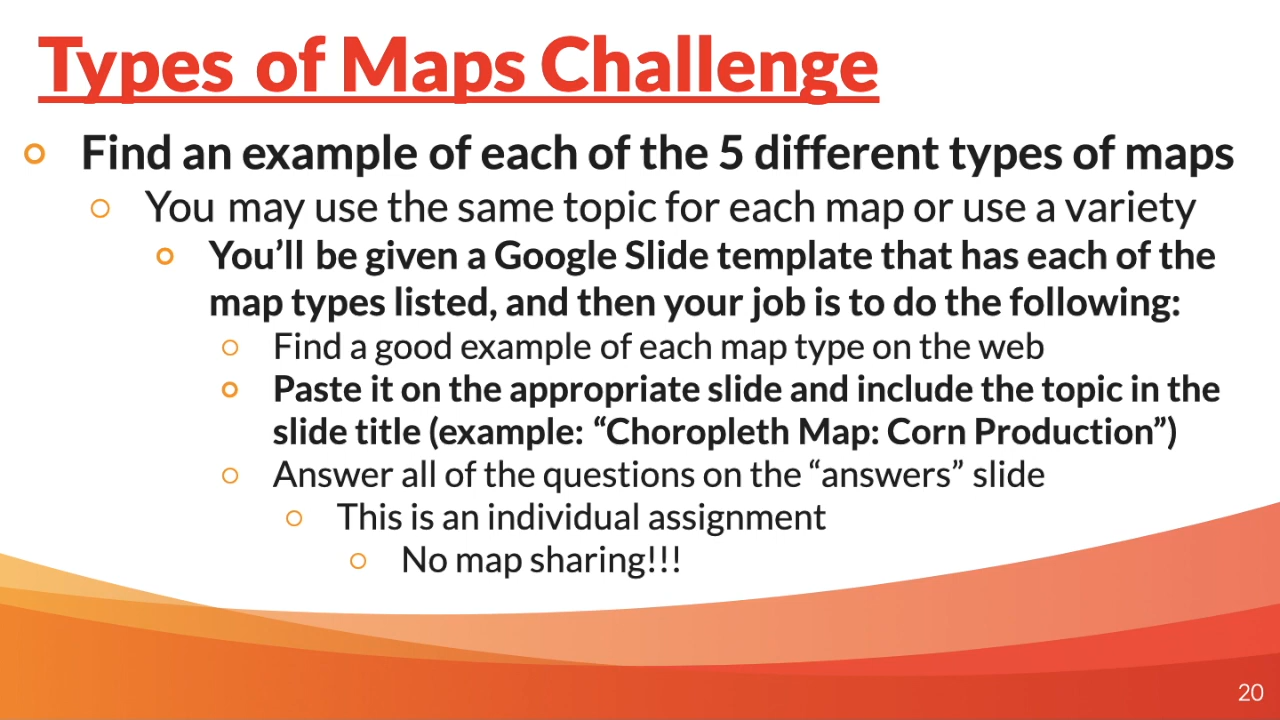 Types of Maps Challenge
Find an example of each of the 5 different types of maps
You may use the same topic for each map or use a variety
You’ll be given a Google Slide template that has each of the
map types listed, and then your job is to do the following:
Find a good example of each map type on the web
Paste it on the appropriate slide and include the topic in the
slide title (example: “Choropleth Map: Corn Production”)
Answer all of the questions on the “answers” slide
This is an individual assignment
No map sharing!!!
20